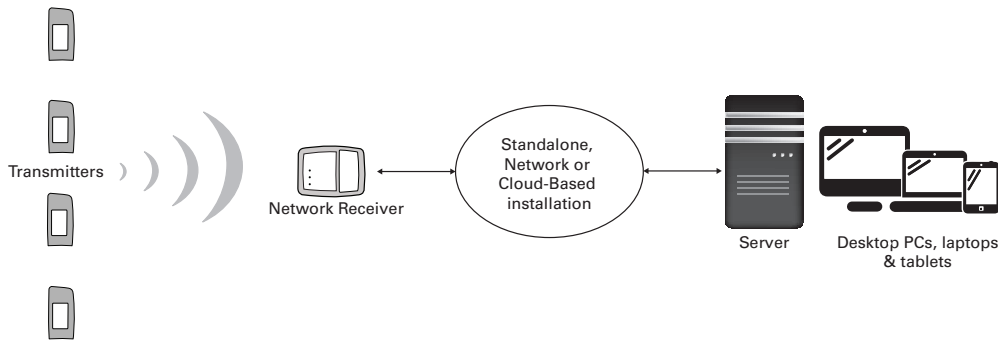 Transmitters
Network Receiver
Standalone,
Network or
Cloud-Based
installation
Server
Desktop PCs, laptops
& tablets